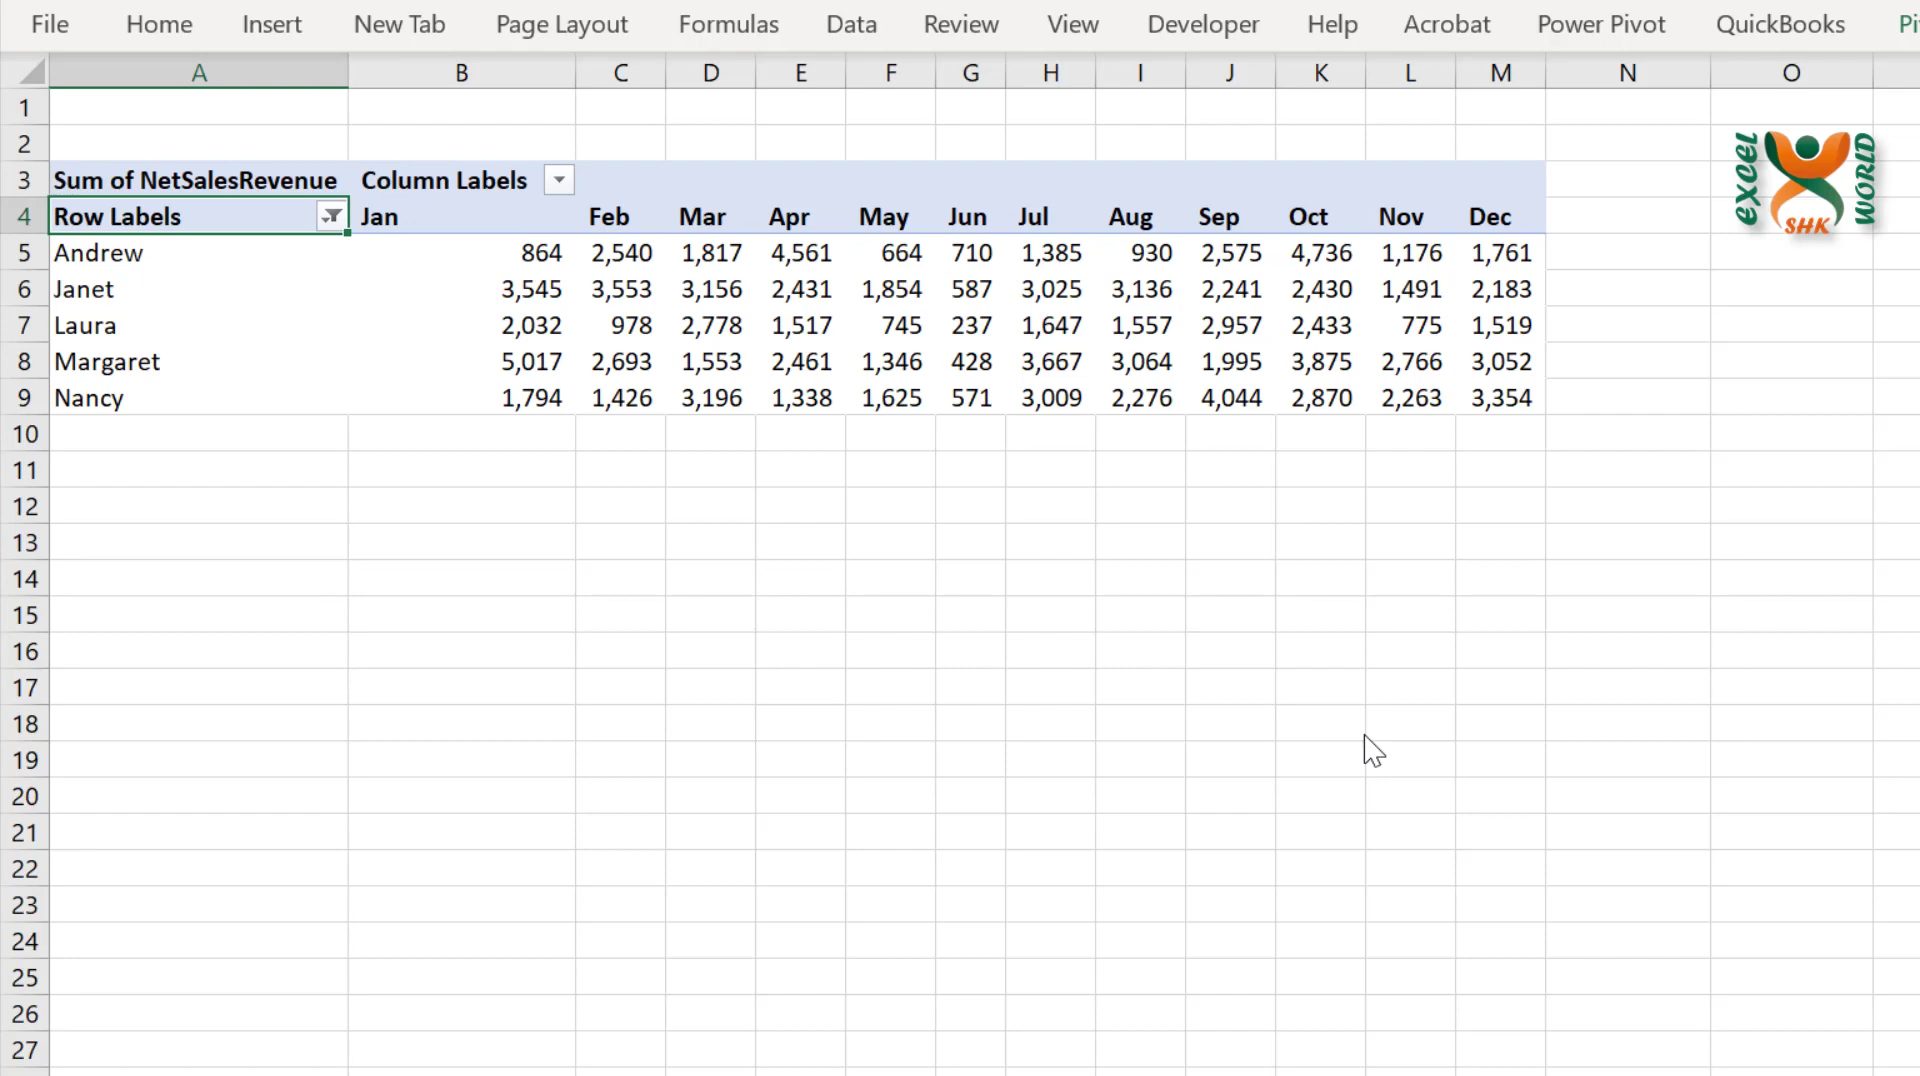 File Home Insert New Tab Page Layout Formulas Data Review View Developer Help Acrobat Power Pivot QuickBooks Pi
A B C D E F G H I J K L M N O
1
2
3 Sum of NetSalesRevenue Column Labels
4 Row Labels Jan Feb Mar Apr May Jun Jul Aug Sep Oct Nov Dec
5 Andrew 864 2,540 1,817 4,561 664 710 1,385 930 2,575 4,736 1,176 1,761
6 Janet 3,545 3,553 3,156 2,431 1,854 587 3,025 3,136 2,241 2,430 1,491 2,183
7 Laura 2,032 978 2,778 1,517 745 237 1,647 1,557 2,957 2,433 775 1,519
8 Margaret 5,017 2,693 1,553 2,461 1,346 428 3,667 3,064 1,995 3,875 2,766 3,052
9 Nancy 1,794 1,426 3,196 1,338 1,625 571 3,009 2,276 4,044 2,870 2,263 3,354
10
11
12
13
14
15
16
17
18
19
20
21
22
23
24
25
26
27
eXCEL
WORLD
SHK